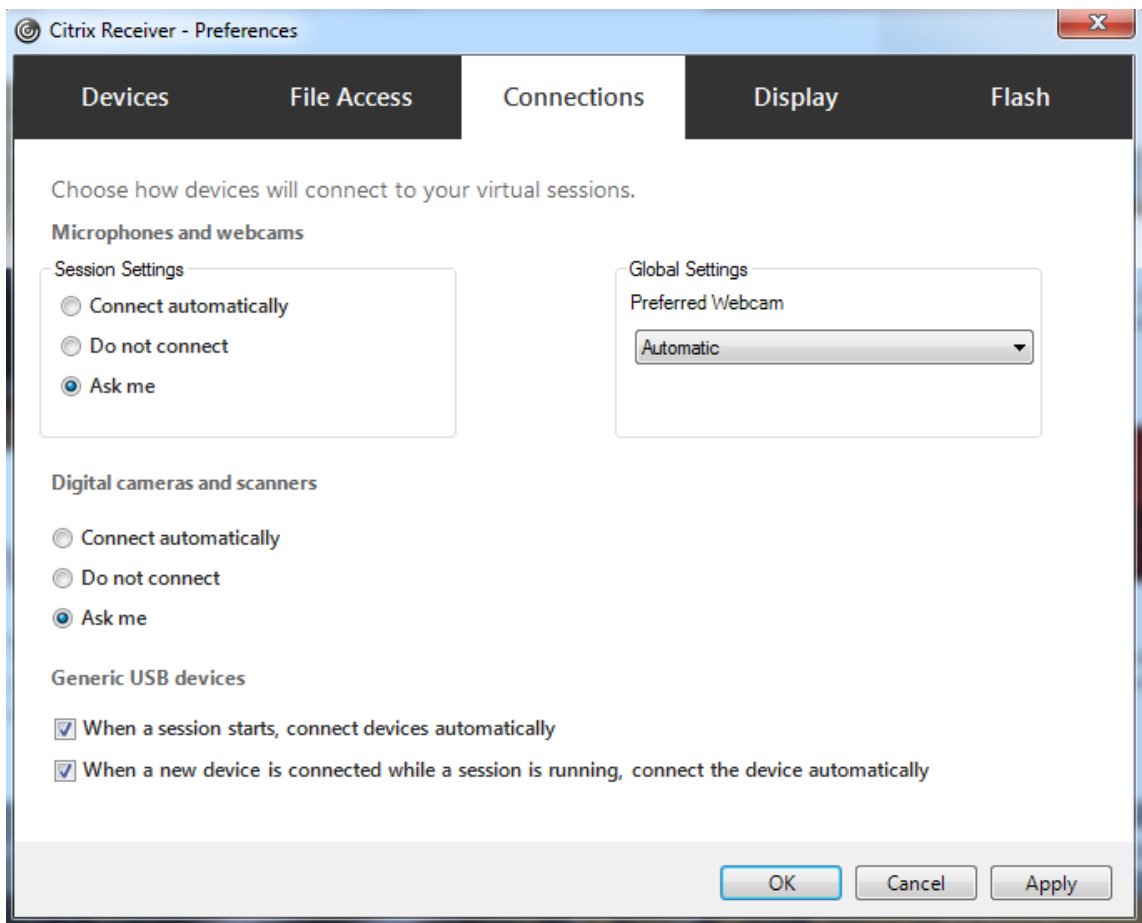 Citrix Receiver - Preferences
x
Devices File Access Connections Display Flash
Choose how devices will connect to your virtual sessions.
Microphones and webcams
Session Settings
Connect automatically
Do not connect
Ask me
Global Settings
Preferred Webcam
Automatic
Digital cameras and scanners
Connect automatically
Do not connect
Ask me
Generic USB devices
When a session starts, connect devices automatically
When a new device is connected while a session is running, connect the device automatically
OK Cancel Apply